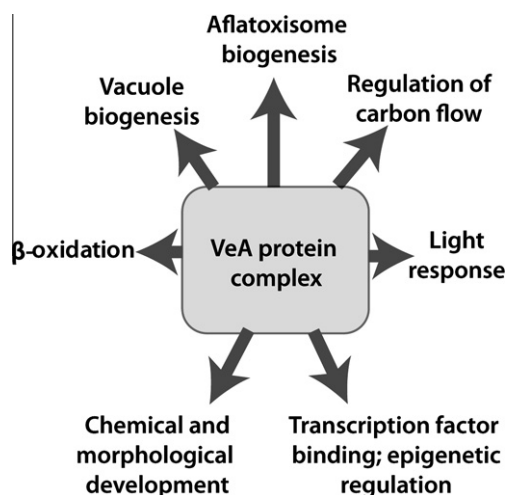 Aflatoxisome
biogenesis
Vacuole
biogenesis
Regulation of
carbon flow
β-oxidation
VeA protein
complex
Light
response
Chemical and
morphological
development
Transcription factor
binding; epigenetic
regulation